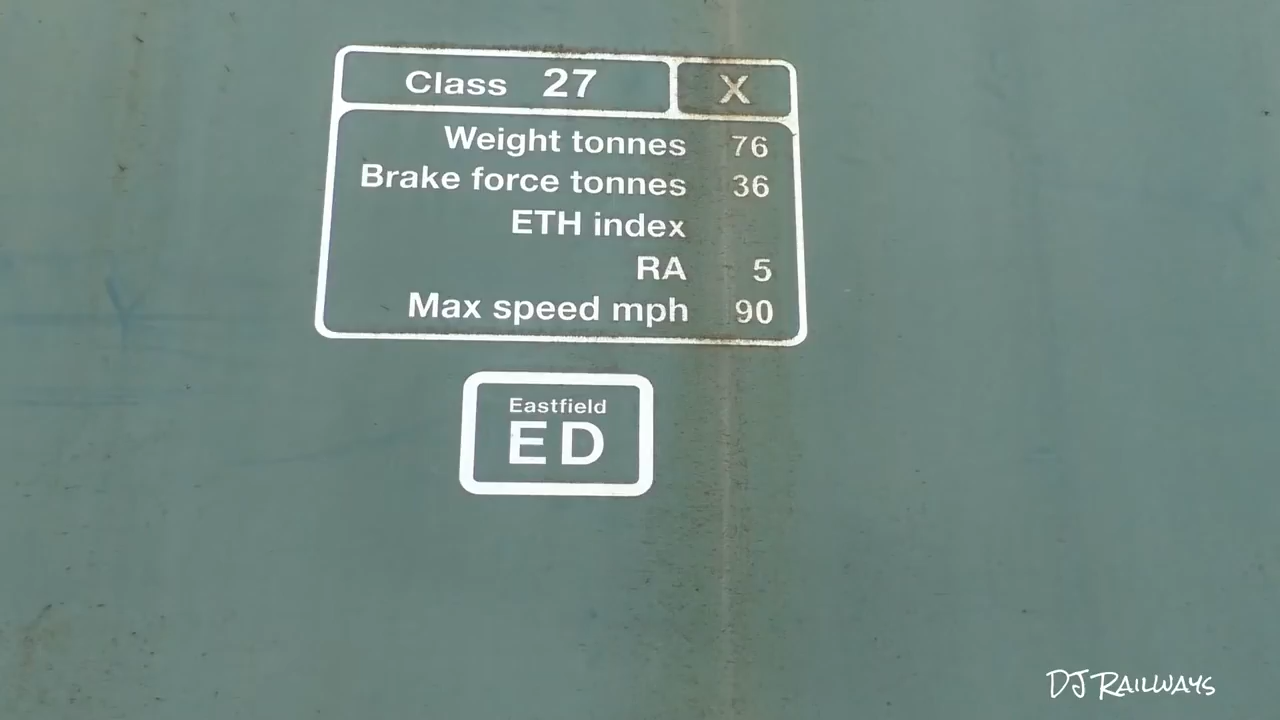 Class 27 X
Weight tonnes 76
Brake force tonnes 36
ETH index
RA 5
Max speed mph 90
Eastfield
ED
DJ RAILWAYS